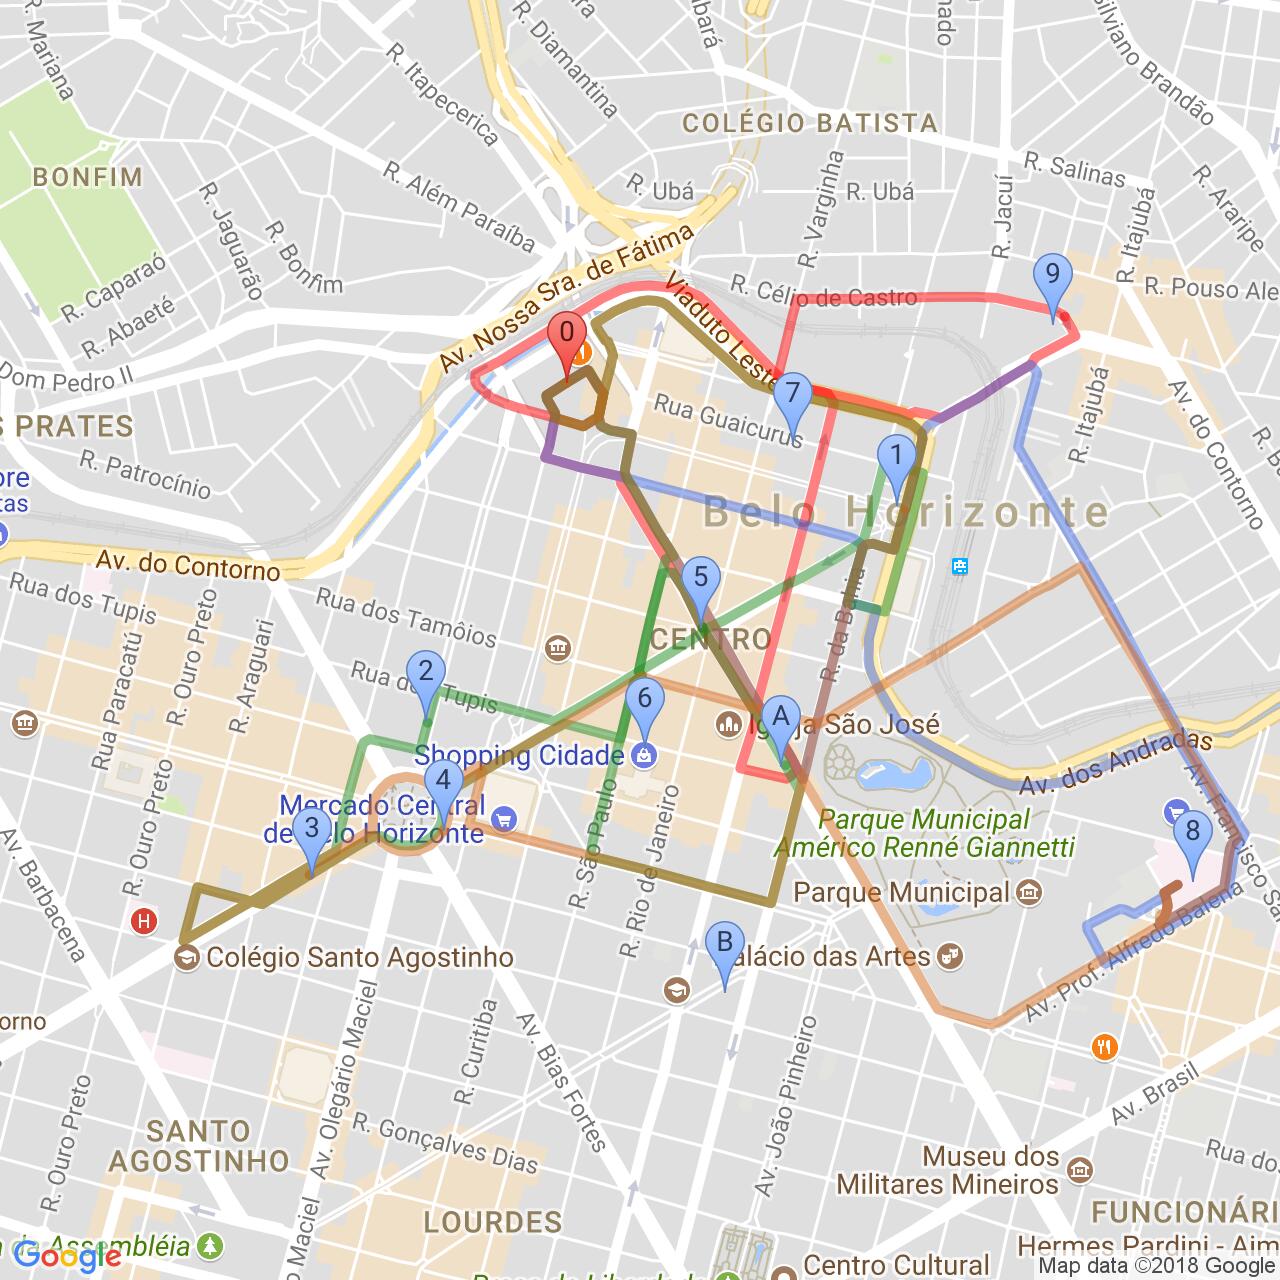 R. Mariana
R. Itapecerica
R. Diamantina
Silviano Brandão
COLÉGIO BATISTA
BONFIM
R. Além Paraíba
R. Ubá
R. Varginha
R. Ubá
R. Jacuí
R. Salinas
R. Araripe
R. Itajubá
R. Jaguarão
R. Bonfim
R. Caparaó
R. Abaeté
Av. Nossa Sra. de Fátima
Viaduto Leste
R. Célio de Castro
9
R. Pouso Ale
0
Dom Pedro II
S PRATES
R. Patrocínio
7
Rua Guaicurus
1
R. Itajubá
Av. do Contorno
Belo Horizonte
Av. do Contorno
Rua dos Tupis
R. Ouro Preto
Rua dos Tamôios
5
CENTRO
R. da Bahia
Rua Paracatú
R. Araguari
2
Rua dos Tupis
6
A
Igreja São José
Shopping Cidade
Av. dos Andradas
4
3
Mercado Central
de Belo Horizonte
R. Ouro Preto
R. São Paulo
R. Rio de Janeiro
Parque Municipal
Américo Renné Giannetti
8
Av. Barbacena
H
Parque Municipal
Av. Prof. Alfredo Balena
B
Palácio das Artes
Colégio Santo Agostinho
orno
Av. Olegário Maciel
R. Curitiba
Av. Bias Fortes
Av. João Pinheiro
Av. Brasil
R. Ouro Preto
R. Gonçalves Dias
SANTO
AGOSTINHO
Museu dos
Militares Mineiros
LOURDES
FUNCIONÁRI
Hermes Pardini - Aim
Centro Cultural
da Assembléia
Google
Map data ©2018 Google